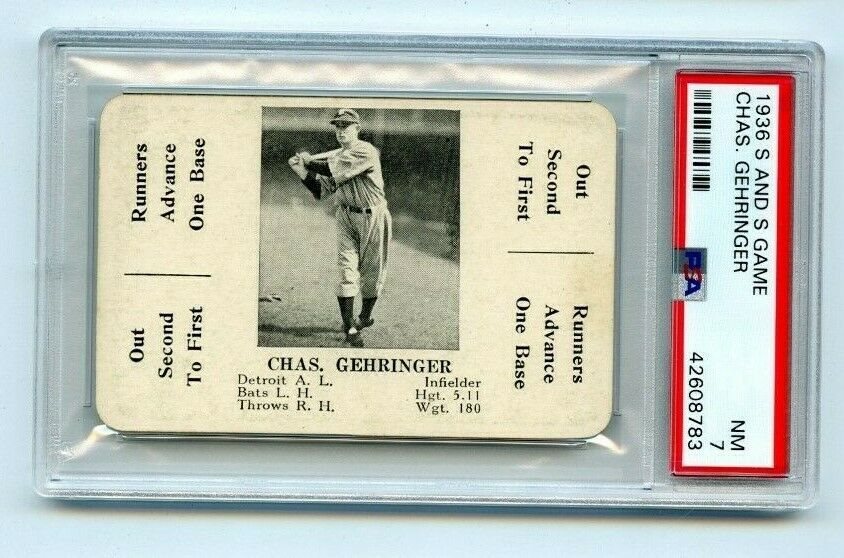 Runners
Advance
One Base
Out
Second
To First
Out
Second
To First
Runners
Advance
One Base
CHAS. GEHRINGER
Detroit A. L.
Bats L. H.
Throws R. H.
Infielder
Hgt. 5.11
Wgt. 180
1936 S AND S GAME
CHAS. GEHRINGER
PSA
NM
7
42608783